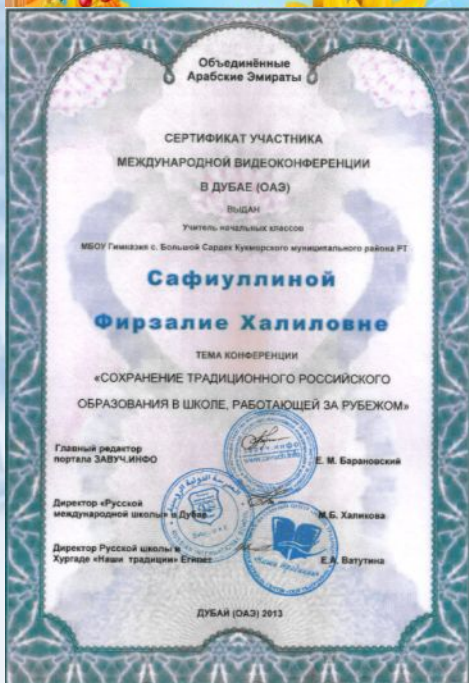 Объединённые
Арабские Эмираты
СЕРТИФИКАТ УЧАСТНИКА
МЕЖДУНАРОДНОЙ ВИДЕОКОНФЕРЕНЦИИ
В ДУБАЕ (ОАЭ)
ВЫДАН
Учитель начальных классов
МБОУ Гимназия с. Большой Сардек Кукморского муниципального района РТ
Сафиуллиной
Фирзалие Халиловне
ТЕМА КОНФЕРЕНЦИИ
«СОХРАНЕНИЕ ТРАДИЦИОННОГО РОССИЙСКОГО
ОБРАЗОВАНИЯ В ШКОЛЕ, РАБОТАЮЩЕЙ ЗА РУБЕЖОМ»
Главный редактор
портала ЗАВУЧ.ИНФО
Е. М. Барановский
Директор «Русской
международной школы» в Дубае
М.Б. Халикова
Директор Русской школы в
Хургаде «Наши традиции» Египет
Е.А. Ватутина
«Наши традиции»
ДУБАЙ (ОАЭ) 2013